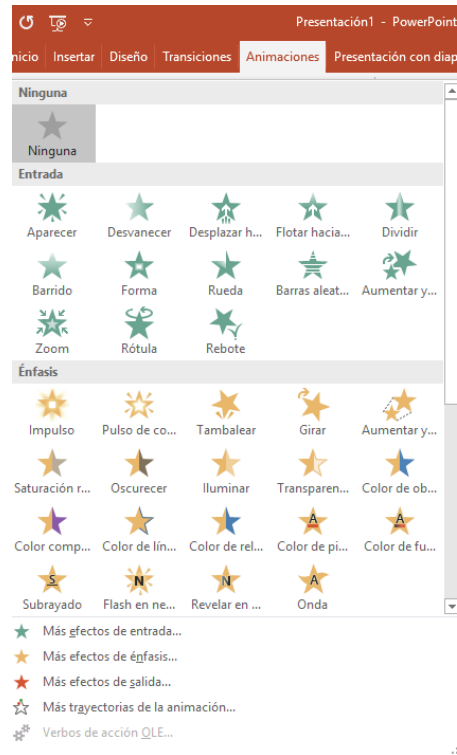 Presentación1 - PowerPoint
nicio Insertar Diseño Transiciones Animaciones Presentación con diap
Ninguna
Ninguna
Entrada
Aparecer Desvanecer Desplazar h... Flotar hacia... Dividir
Barrido Forma Rueda Barras aleat... Aumentar y...
Zoom Rótula Rebote
Énfasis
Impulso Pulso de co... Tambalear Girar Aumentar y...
Saturación r... Oscurecer Iluminar Transparen... Color de ob...
Color comp... Color de lín... Color de rel... Color de pi... Color de fu...
Subrayado Flash en ne... Revelar en ... Onda
Más efectos de entrada...
Más efectos de énfasis...
Más efectos de salida...
Más trayectorias de la animación...
Verbos de acción OLE...